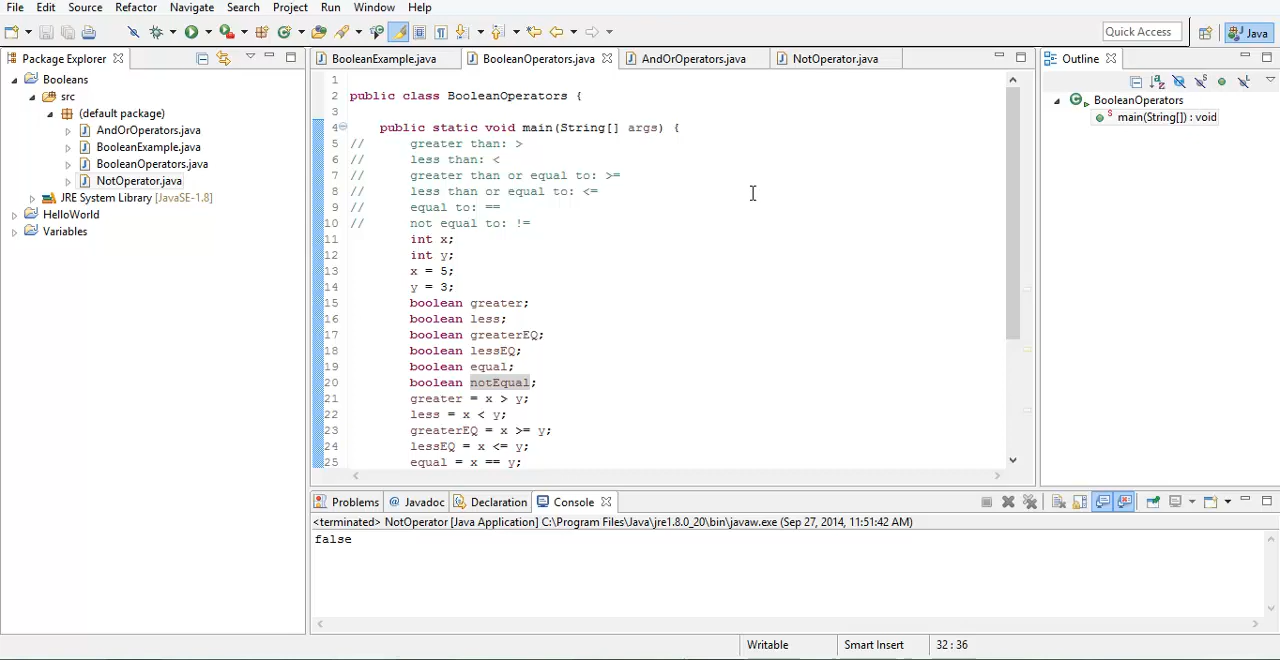 File Edit Source Refactor Navigate Search Project Run Window Help
Quick Access Java
Package Explorer
Booleans
src
(default package)
AndOrOperators.java
BooleanExample.java
BooleanOperators.java
NotOperator.java
JRE System Library [JavaSE-1.8]
HelloWorld
Variables
BooleanExample.java BooleanOperators.java AndOrOperators.java NotOperator.java
1
2 public class BooleanOperators {
3
4 public static void main(String[] args) {
5 // greater than: >
6 // less than: <
7 // greater than or equal to: >=
8 // less than or equal to: <=
9 // equal to: ==
10 // not equal to: !=
11 int x;
12 int y;
13 x = 5;
14 y = 3;
15 boolean greater;
16 boolean less;
17 boolean greaterEQ;
18 boolean lessEQ;
19 boolean equal;
20 boolean notEqual;
21 greater = x > y;
22 less = x < y;
23 greaterEQ = x >= y;
24 lessEQ = x <= y;
25 equal = x == y;
Outline
BooleanOperators
main(String[]) : void
Problems @ Javadoc Declaration Console
<terminated> NotOperator [Java Application] C:\Program Files\Java\jre1.8.0_20\bin\javaw.exe (Sep 27, 2014, 11:51:42 AM)
false
Writable Smart Insert 32 : 36